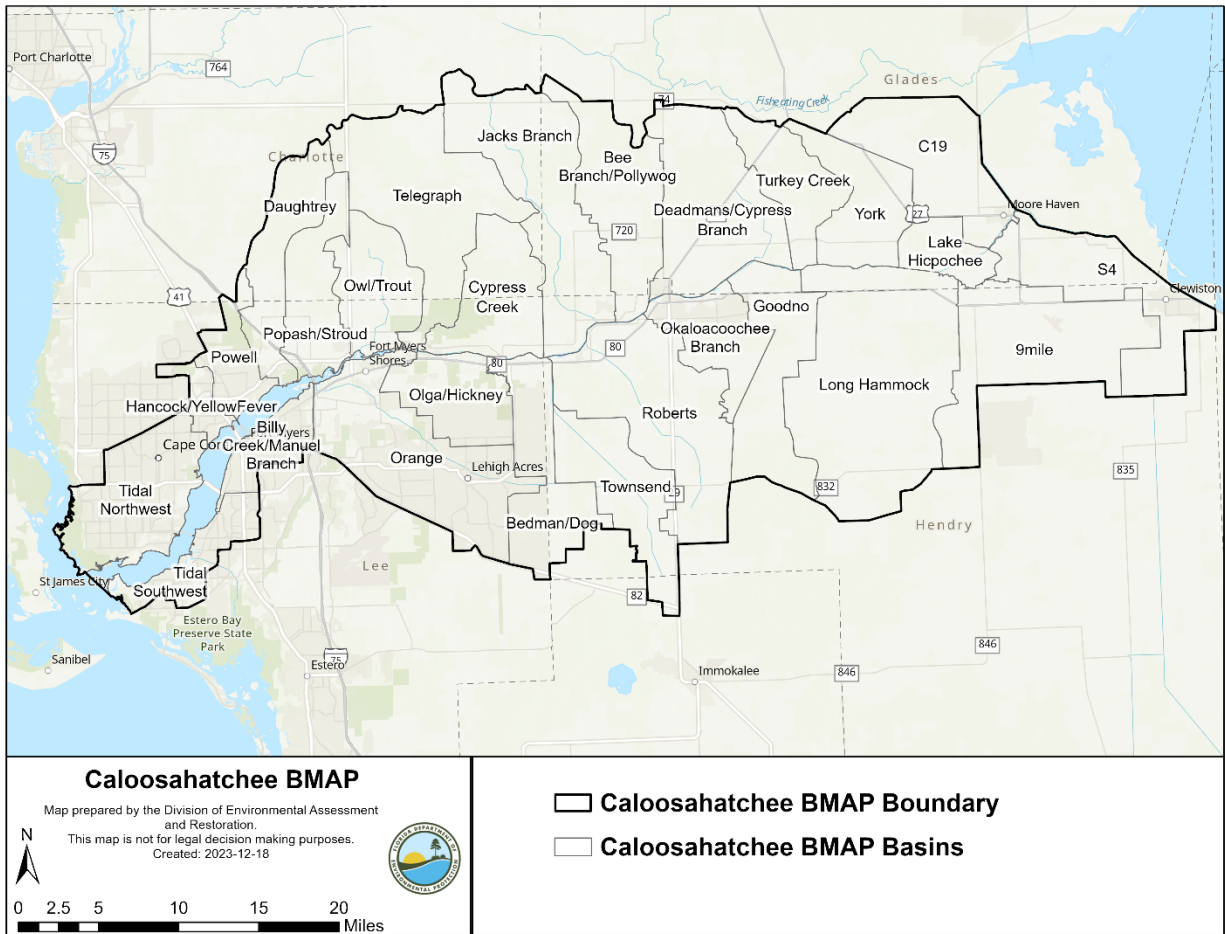 Port Charlotte
764
Glades
74
Fisheating Creek
Jacks Branch
C19
75
Charlotte
Bee
Branch/Pollywog
Turkey Creek
Telegraph
Daughtrey
Moore Haven
Deadmans/Cypress
Branch
York
27
720
Lake
Hicpochee
S4
Owl/Trout
Cypress
Creek
Clewiston
41
Goodno
Popash/Stroud
Okaloacoochee
Branch
Fort Myers
Shores
80
9mile
Powell
80
Long Hammock
Olga/Hickney
Hancock/YellowFever
Roberts
Billy
Creek/Manuel
Branch
Cape Cor
Orange
Lehigh Acres
835
Townsend
29
832
Tidal
Northwest
Bedman/Dog
Hendry
Lee
St James City
Tidal
Southwest
82
Estero Bay
Preserve State
Park
846
75
Sanibel
Estero
Immokalee
846
Caloosahatchee BMAP
Map prepared by the Division of Environmental Assessment
and Restoration.
This map is not for legal decision making purposes.
Created: 2023-12-18
N
FLORIDA DEPARTMENT OF
ENVIRONMENTAL PROTECTION
0 2.5 5 10 15 20
Miles
Caloosahatchee BMAP Boundary
Caloosahatchee BMAP Basins